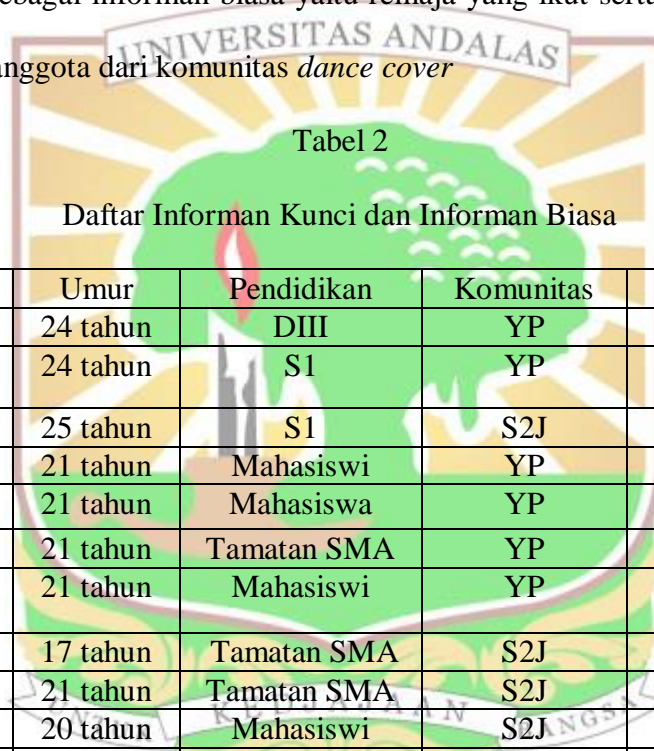 sebagai informan biasa yaitu remaja yang ikut serta
anggota dari komunitas dance cover
UNIVERSITAS ANDALAS
Tabel 2
Daftar Informan Kunci dan Informan Biasa
Umur Pendidikan Komunitas
24 tahun DIII YP
24 tahun S1 YP
25 tahun S1 S2J
21 tahun Mahasiswi YP
21 tahun Mahasiswa YP
21 tahun Tamatan SMA YP
21 tahun Mahasiswi YP
17 tahun Tamatan SMA S2J
21 tahun Tamatan SMA S2J
20 tahun Mahasiswi S2J
KEDJAJAAN BANGSA